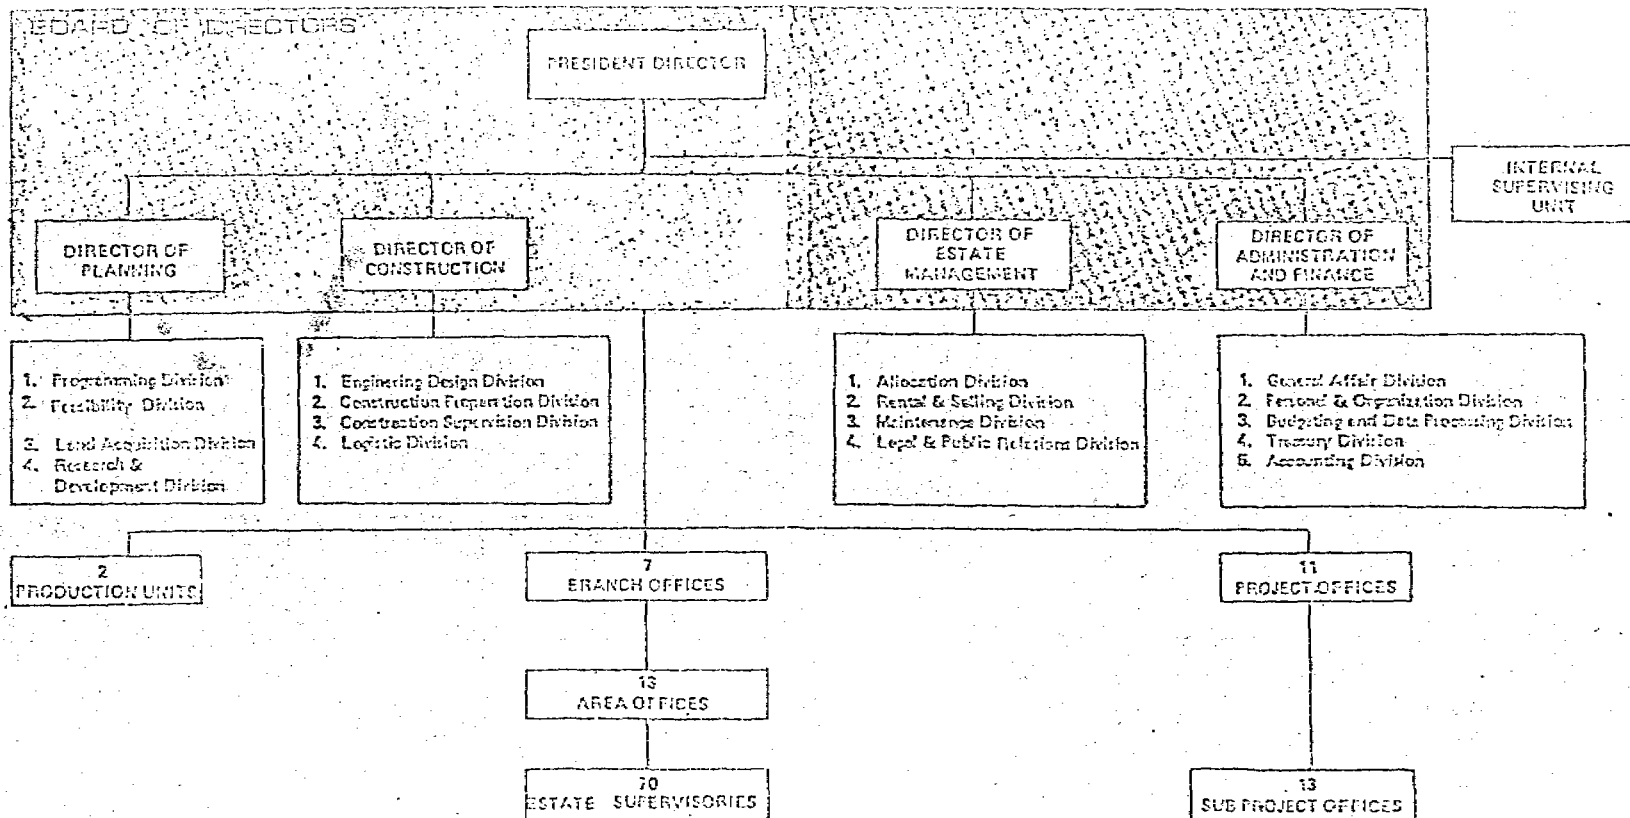 BOARD OF DIRECTORS
PRESIDENT DIRECTOR
INTERNAL
SUPERVISING
UNIT
DIRECTOR OF
PLANNING
DIRECTOR OF
CONSTRUCTION
DIRECTOR OF
ESTATE
MANAGEMENT
DIRECTOR OF
ADMINISTRATION
AND FINANCE
1. Programming Division
2. Feasibility Division
3. Land Acquisition Division
4. Research &
Development Division
1. Enginering Design Division
2. Construction Preparation Division
3. Construction Supervision Division
4. Logistic Division
1. Allocation Division
2. Rental & Selling Division
3. Maintenance Division
4. Legal & Public Relations Division
1. General Affair Division
2. Personal & Organization Division
3. Budgeting and Data Processing Division
4. Treasury Division
5. Accounting Division
2
PRODUCTION UNITS
7
BRANCH OFFICES
11
PROJECT OFFICES
13
AREA OFFICES
70
ESTATE SUPERVISORIES
13
SUB PROJECT OFFICES